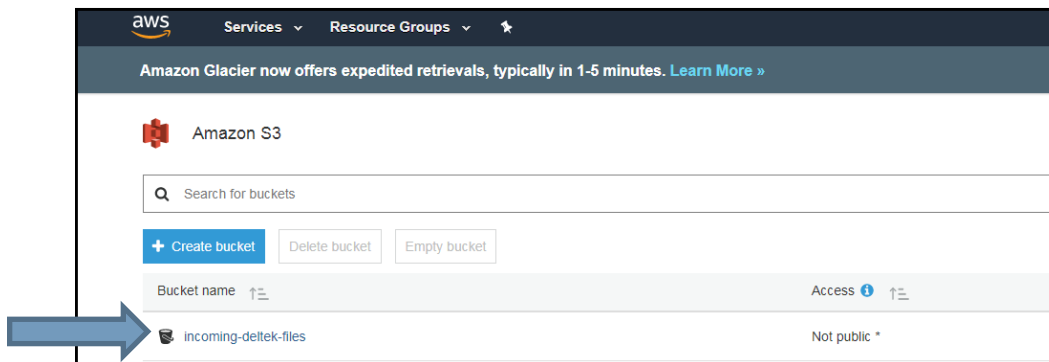 aws Services Resource Groups
Amazon Glacier now offers expedited retrievals, typically in 1-5 minutes. Learn More »
Amazon S3
Search for buckets
+ Create bucket Delete bucket Empty bucket
Bucket name Access
incoming-deltek-files Not public *